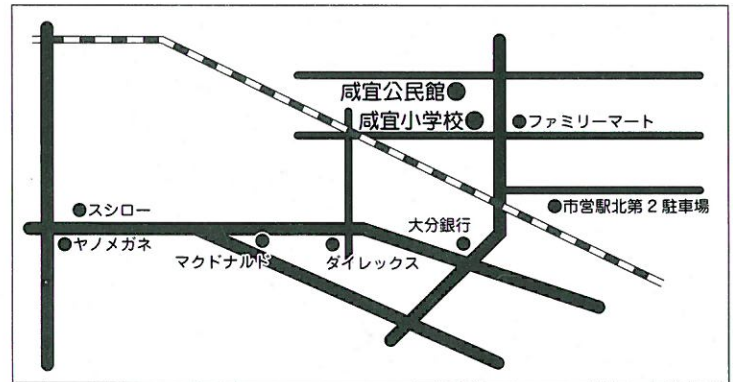 咸宜公民館
咸宜小学校
ファミリーマート
市営駅北第2駐車場
スシロー
大分銀行
ヤノメガネ
マクドナルド
ダイレックス